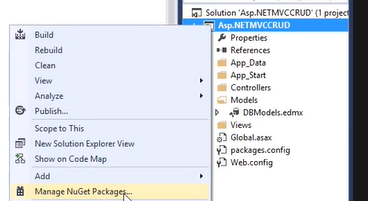 Solution 'Asp.NETMVCCRUD' (1 project)
Asp.NETMVCCRUD
Properties
References
App_Data
App_Start
Controllers
Models
DBModels.edmx
Views
Global.asax
packages.config
Web.config
Build
Rebuild
Clean
View
Analyze
Publish...
Scope to This
New Solution Explorer View
Show on Code Map
Add
Manage NuGet Packages...